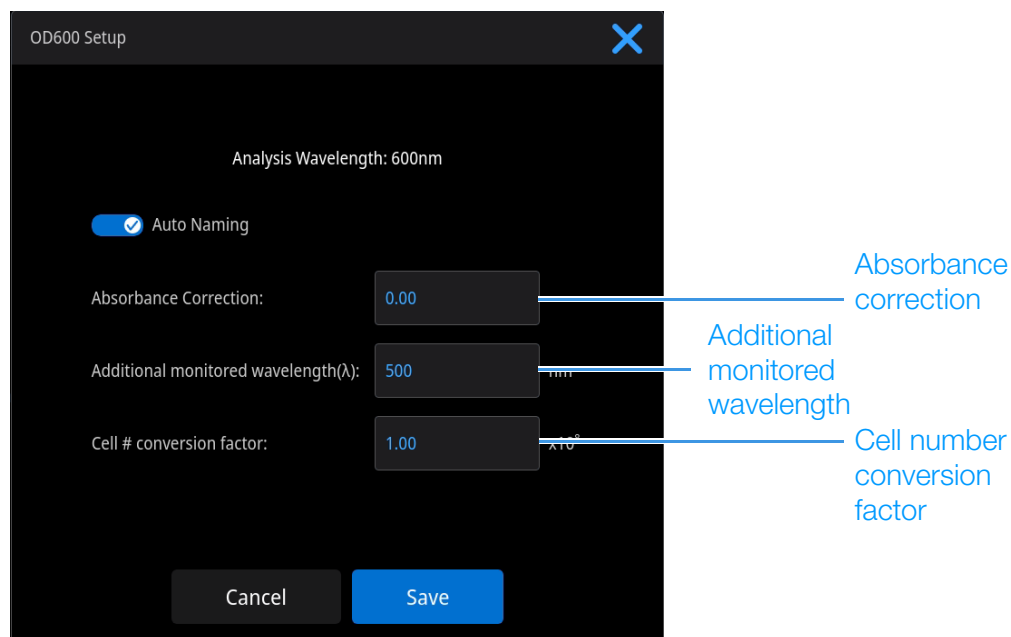 OD600 Setup
Analysis Wavelength: 600nm
Auto Naming
Absorbance Correction: 0.00
Absorbance
correction
Additional monitored wavelength(λ): 500 nm
Additional
monitored
wavelength
Cell # conversion factor: 1.00
Cell number
conversion
factor
Cancel Save